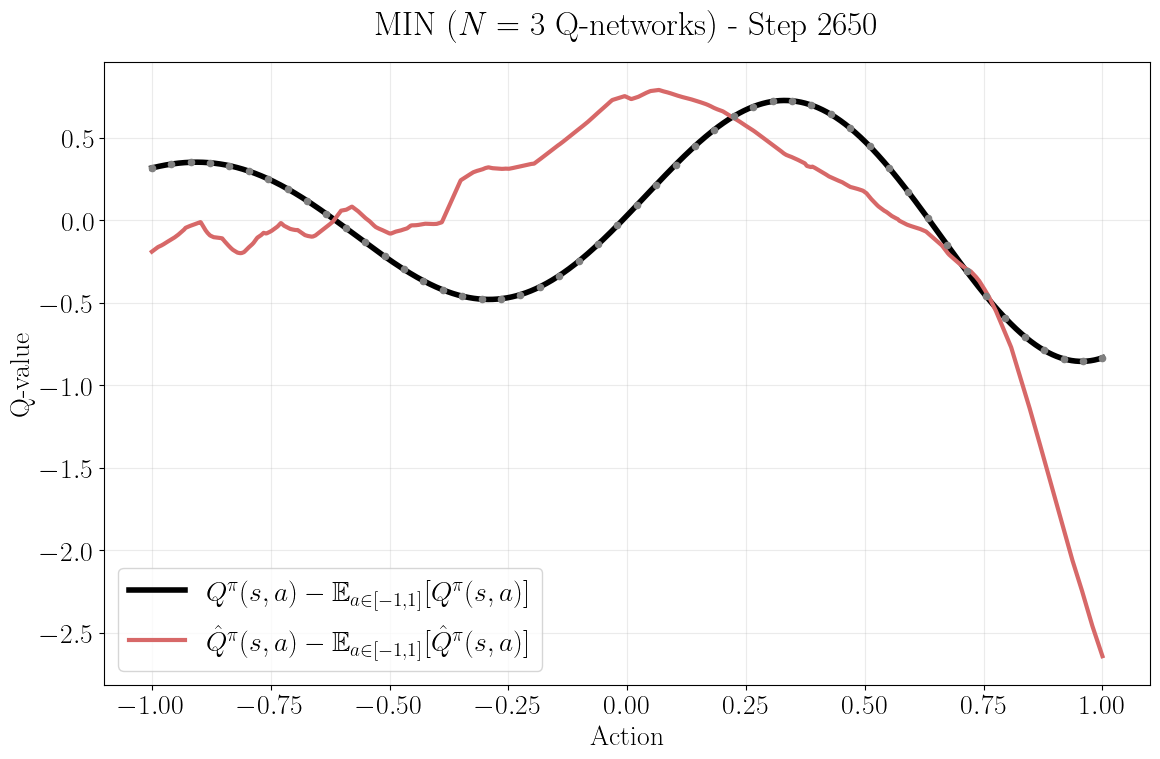 MIN (N = 3 Q-networks) - Step 2650
Q-value
0.5
0.0
−0.5
−1.0
−1.5
−2.0
−2.5
Q^π(s, a) − 𝔼_{a∈[−1,1]}[Q^π(s, a)]
Q̂^π(s, a) − 𝔼_{a∈[−1,1]}[Q̂^π(s, a)]
−1.00 −0.75 −0.50 −0.25 0.00 0.25 0.50 0.75 1.00
Action